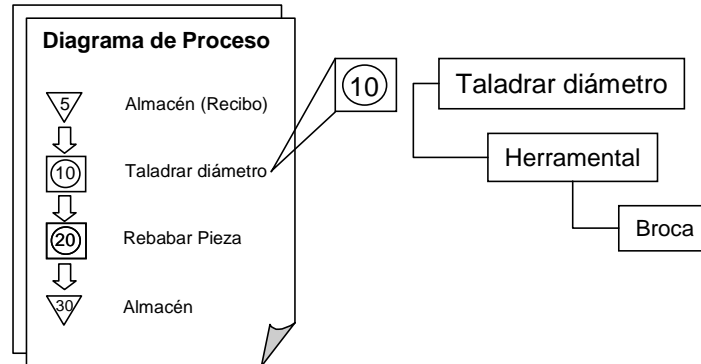 Diagrama de Proceso
5 Almacén (Recibo)
10 Taladrar diámetro
20 Rebabar Pieza
30 Almacén
10
Taladrar diámetro
Herramental
Broca